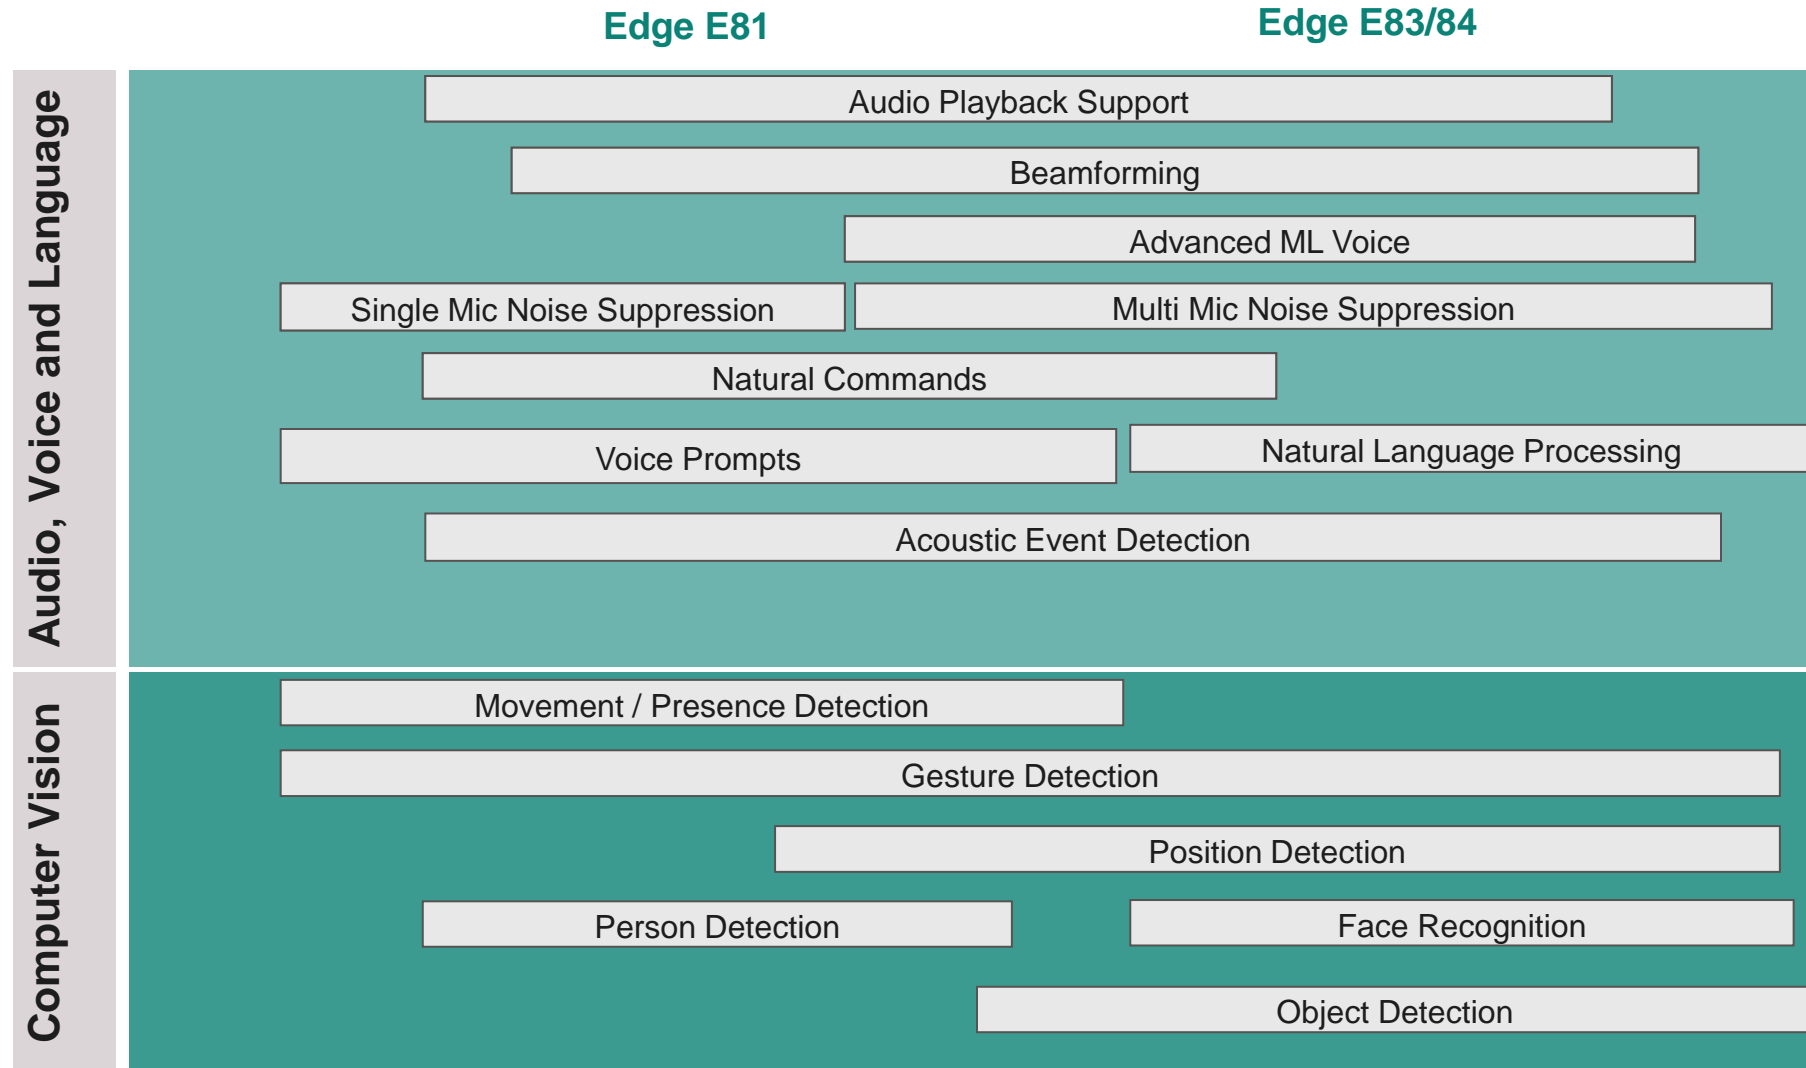 Edge E81
Edge E83/84
Audio, Voice and Language
Audio Playback Support
Beamforming
Advanced ML Voice
Single Mic Noise Suppression
Multi Mic Noise Suppression
Natural Commands
Voice Prompts
Natural Language Processing
Acoustic Event Detection
Computer Vision
Movement / Presence Detection
Gesture Detection
Position Detection
Person Detection
Face Recognition
Object Detection